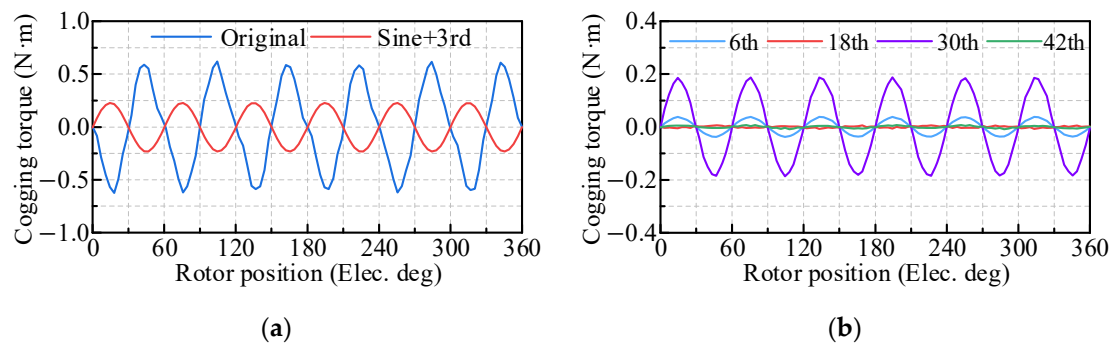 Cogging torque (N·m)
1.0
0.5
0.0
−0.5
−1.0
Original
Sine+3rd
0 60 120 180 240 300 360
Rotor position (Elec. deg)
(a)
Cogging torque (N·m)
0.4
0.2
0.0
−0.2
−0.4
6th
18th
30th
42th
0 60 120 180 240 300 360
Rotor position (Elec. deg)
(b)